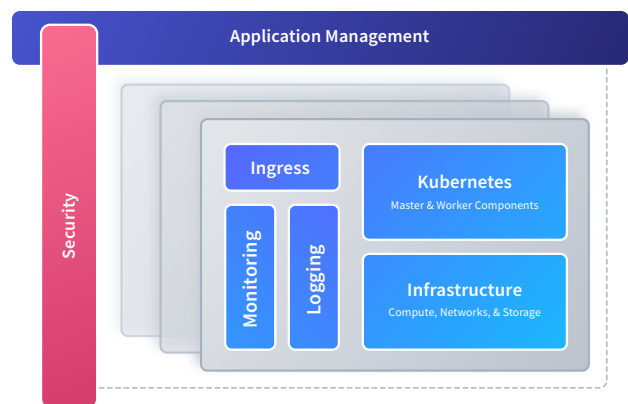 Application Management
Security
Ingress
Monitoring
Logging
Kubernetes
Master & Worker Components
Infrastructure
Compute, Networks, & Storage